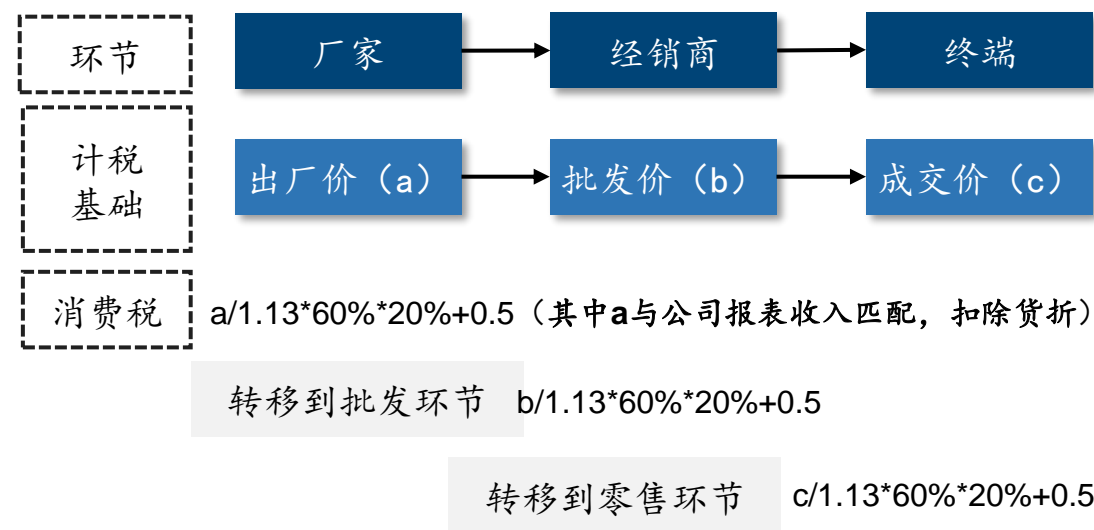 环节
厂家
经销商
终端
计税
基础
出厂价（a）
批发价（b）
成交价（c）
消费税
a/1.13*60%*20%+0.5（其中a与公司报表收入匹配，扣除货折）
转移到批发环节
b/1.13*60%*20%+0.5
转移到零售环节
c/1.13*60%*20%+0.5